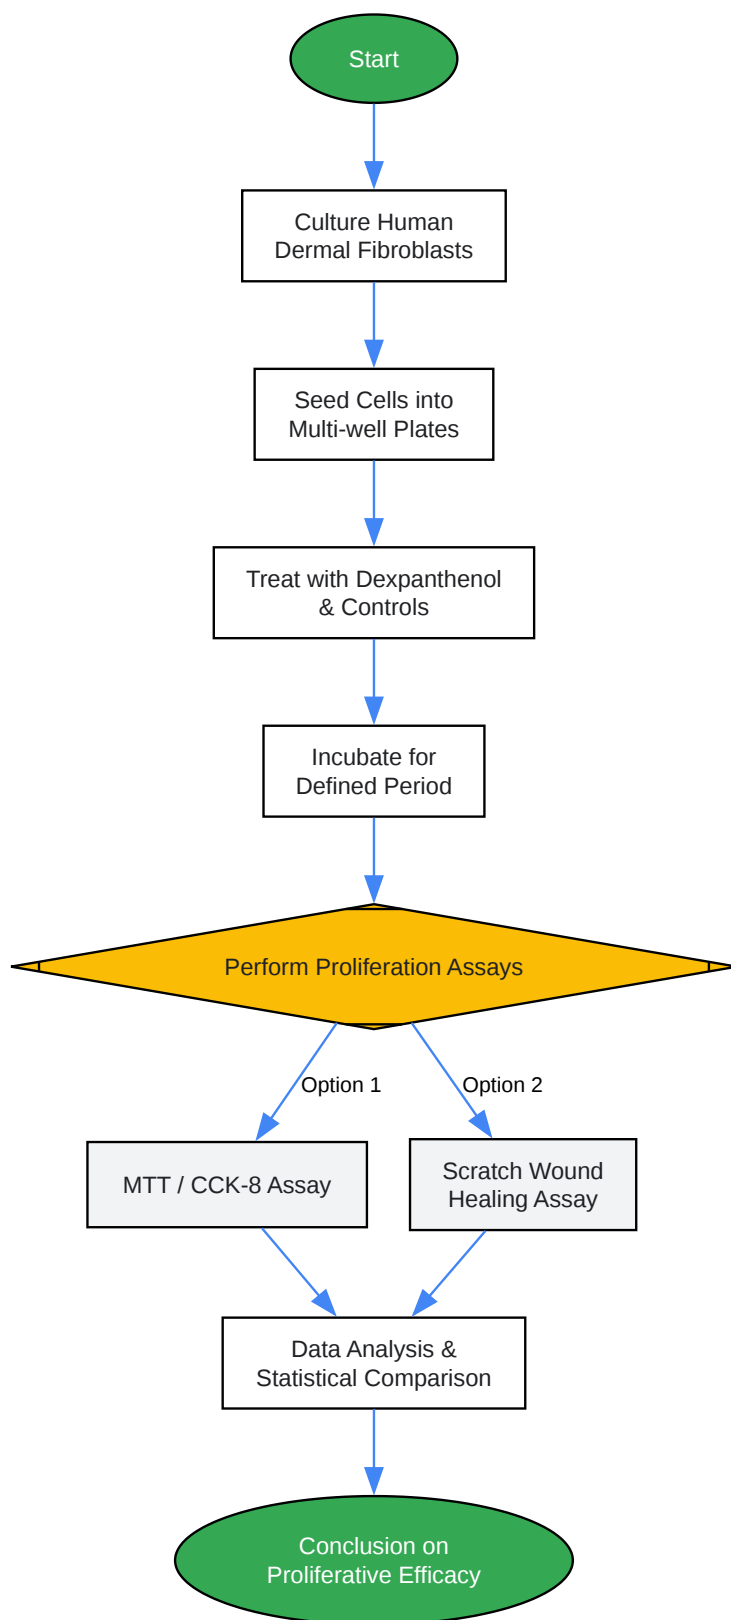 Start
Culture Human
Dermal Fibroblasts
Seed Cells into
Multi-well Plates
Treat with Dexpanthenol
& Controls
Incubate for
Defined Period
Perform Proliferation Assays
Option 1
Option 2
MTT / CCK-8 Assay
Scratch Wound
Healing Assay
Data Analysis &
Statistical Comparison
Conclusion on
Proliferative Efficacy